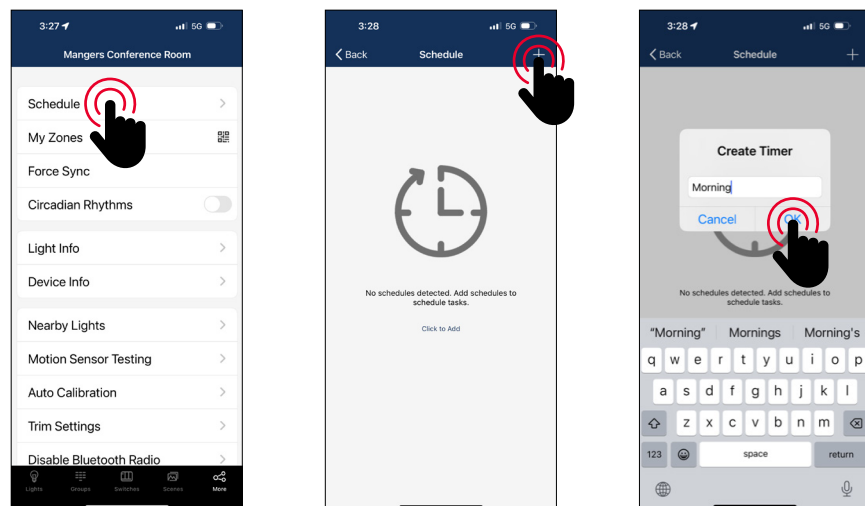 3:27
5G
Mangers Conference Room
Schedule
My Zones
Force Sync
Circadian Rhythms
Light Info
Device Info
Nearby Lights
Motion Sensor Testing
Auto Calibration
Trim Settings
Disable Bluetooth Radio
Lights Groups Switches Scenes More
3:28
5G
Back Schedule +
No schedules detected. Add schedules to
schedule tasks.
Click to Add
3:28
5G
Back Schedule +
Create Timer
Morning
Cancel OK
No schedules detected. Add schedules to
schedule tasks.
“Morning” Mornings Morning's
q w e r t y u i o p
a s d f g h j k l
z x c v b n m
123 space return